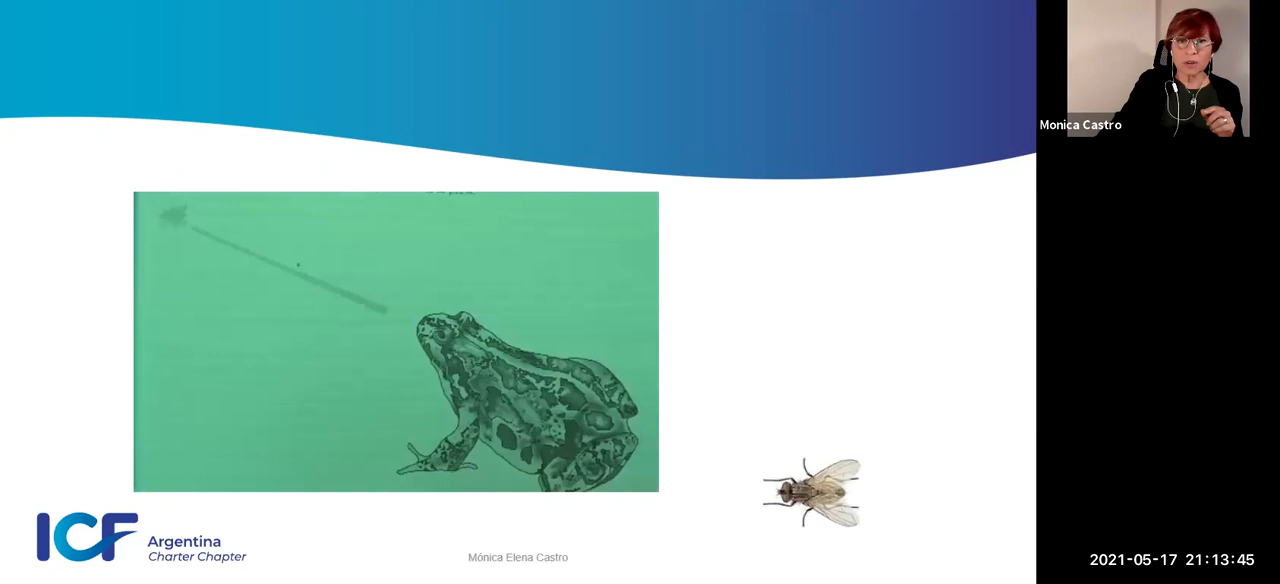 Monica Castro
ICF
Argentina
Charter Chapter
Mónica Elena Castro
2021-05-17 21:13:45